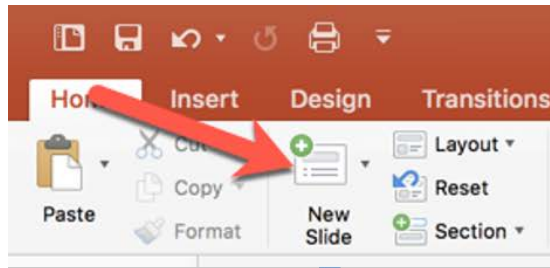 Insert Design Transitions
Paste
Copy
Format
New
Slide
Layout
Reset
Section